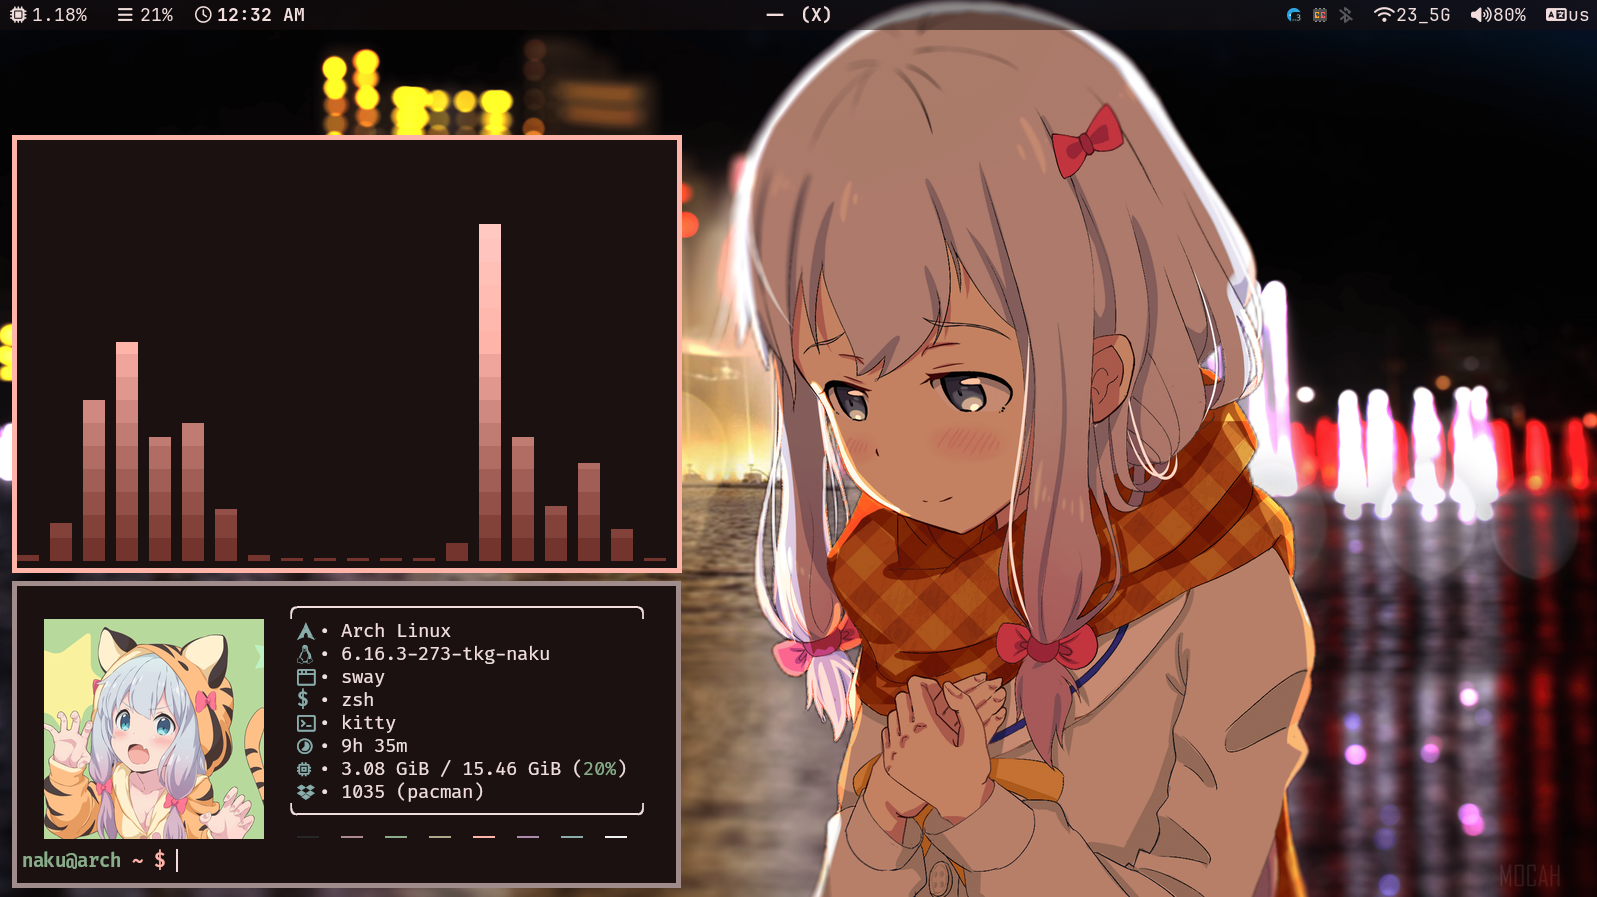 1.18% 21% 12:32 AM — (X) 23_5G 80% us
• Arch Linux
• 6.16.3-273-tkg-naku
• sway
$ • zsh
• kitty
• 9h 35m
• 3.08 GiB / 15.46 GiB (20%)
• 1035 (pacman)
naku@arch ~ $
MOCAH